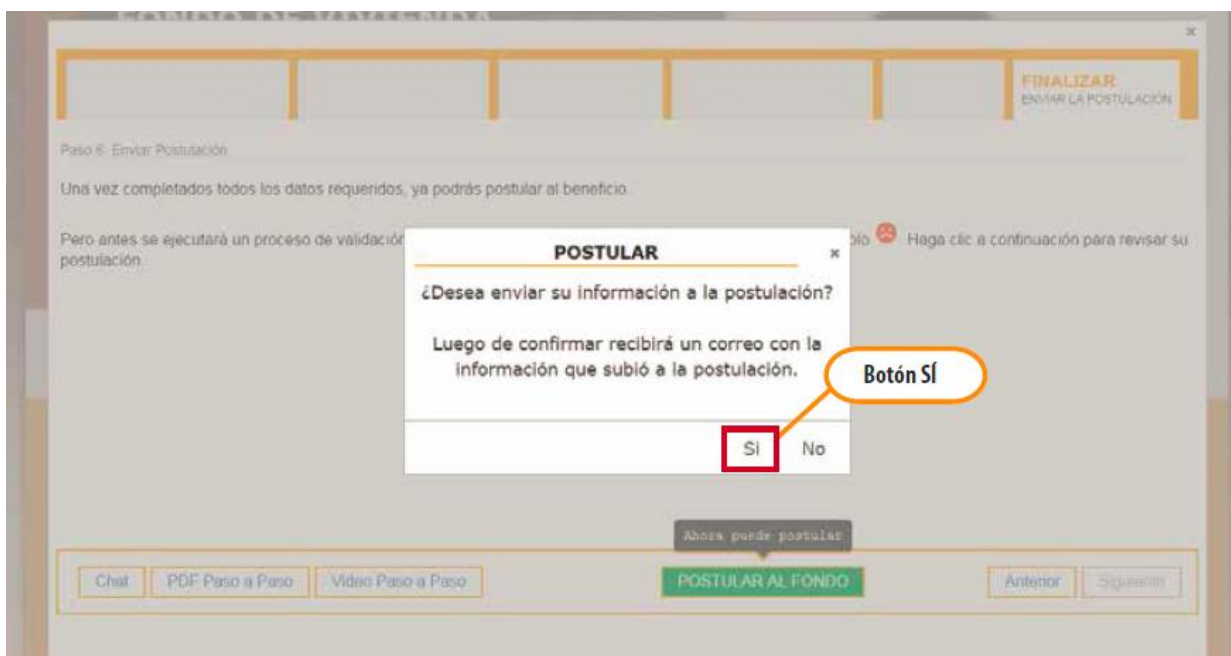 FONDO DE VIVIENDA
×
FINALIZAR
ENVIAR LA POSTULACIÓN
Paso 6- Enviar Postulación
Una vez completados todos los datos requeridos, ya podrás postular al beneficio.
Pero antes se ejecutará un proceso de validación
Haga clic a continuación para revisar su
postulación.
POSTULAR
×
¿Desea enviar su información a la postulación?
Luego de confirmar recibirá un correo con la
información que subió a la postulación.
Botón SÍ
Si No
Ahora puede postular
Chat PDF Paso a Paso Video Paso a Paso POSTULAR AL FONDO Anterior Siguiente